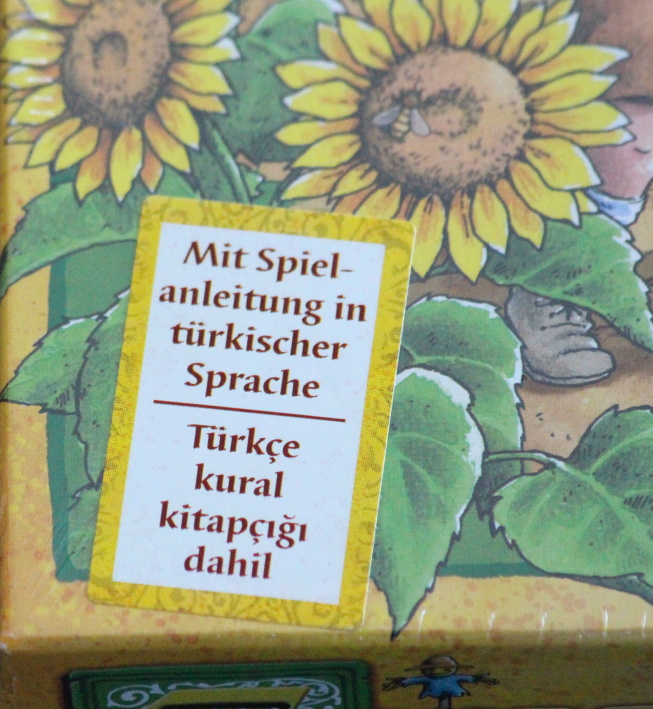 Mit Spiel-
anleitung in
türkischer
Sprache
Türkçe
kural
kitapçığı
dahil